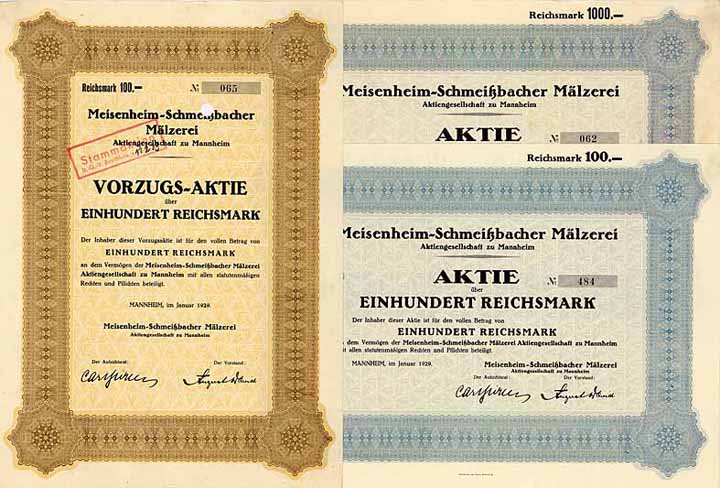 Reichsmark 100.— № 065
Meisenheim-Schmeißbacher
Mälzerei
Aktiengesellschaft zu Mannheim
Stammaktie
VORZUGS-AKTIE
über
EINHUNDERT REICHSMARK
Der Inhaber dieser Vorzugsaktie ist für den vollen Betrag von
EINHUNDERT REICHSMARK
an dem Vermögen der Meisenheim-Schmeißbacher Mälzerei
Aktiengesellschaft zu Mannheim mit allen statutenmäßigen
Rechten und Pflichten beteiligt.
MANNHEIM, im Januar 1929.
Meisenheim-Schmeißbacher Mälzerei
Aktiengesellschaft zu Mannheim
Der Aufsichtsrat: Der Vorstand:
Reichsmark 1000.—
Meisenheim-Schmeißbacher Mälzerei
Aktiengesellschaft zu Mannheim
AKTIE № 062
Reichsmark 100.—
Meisenheim-Schmeißbacher Mälzerei
Aktiengesellschaft zu Mannheim
AKTIE № 484
über
EINHUNDERT REICHSMARK
Der Inhaber dieser Aktie ist für den vollen Betrag von
EINHUNDERT REICHSMARK
dem Vermögen der Meisenheim-Schmeißbacher Mälzerei Aktiengesellschaft zu Mannheim
allen statutenmäßigen Rechten und Pflichten beteiligt.
MANNHEIM, im Januar 1929.
Meisenheim-Schmeißbacher Mälzerei
Aktiengesellschaft zu Mannheim
Der Aufsichtsrat: Der Vorstand: